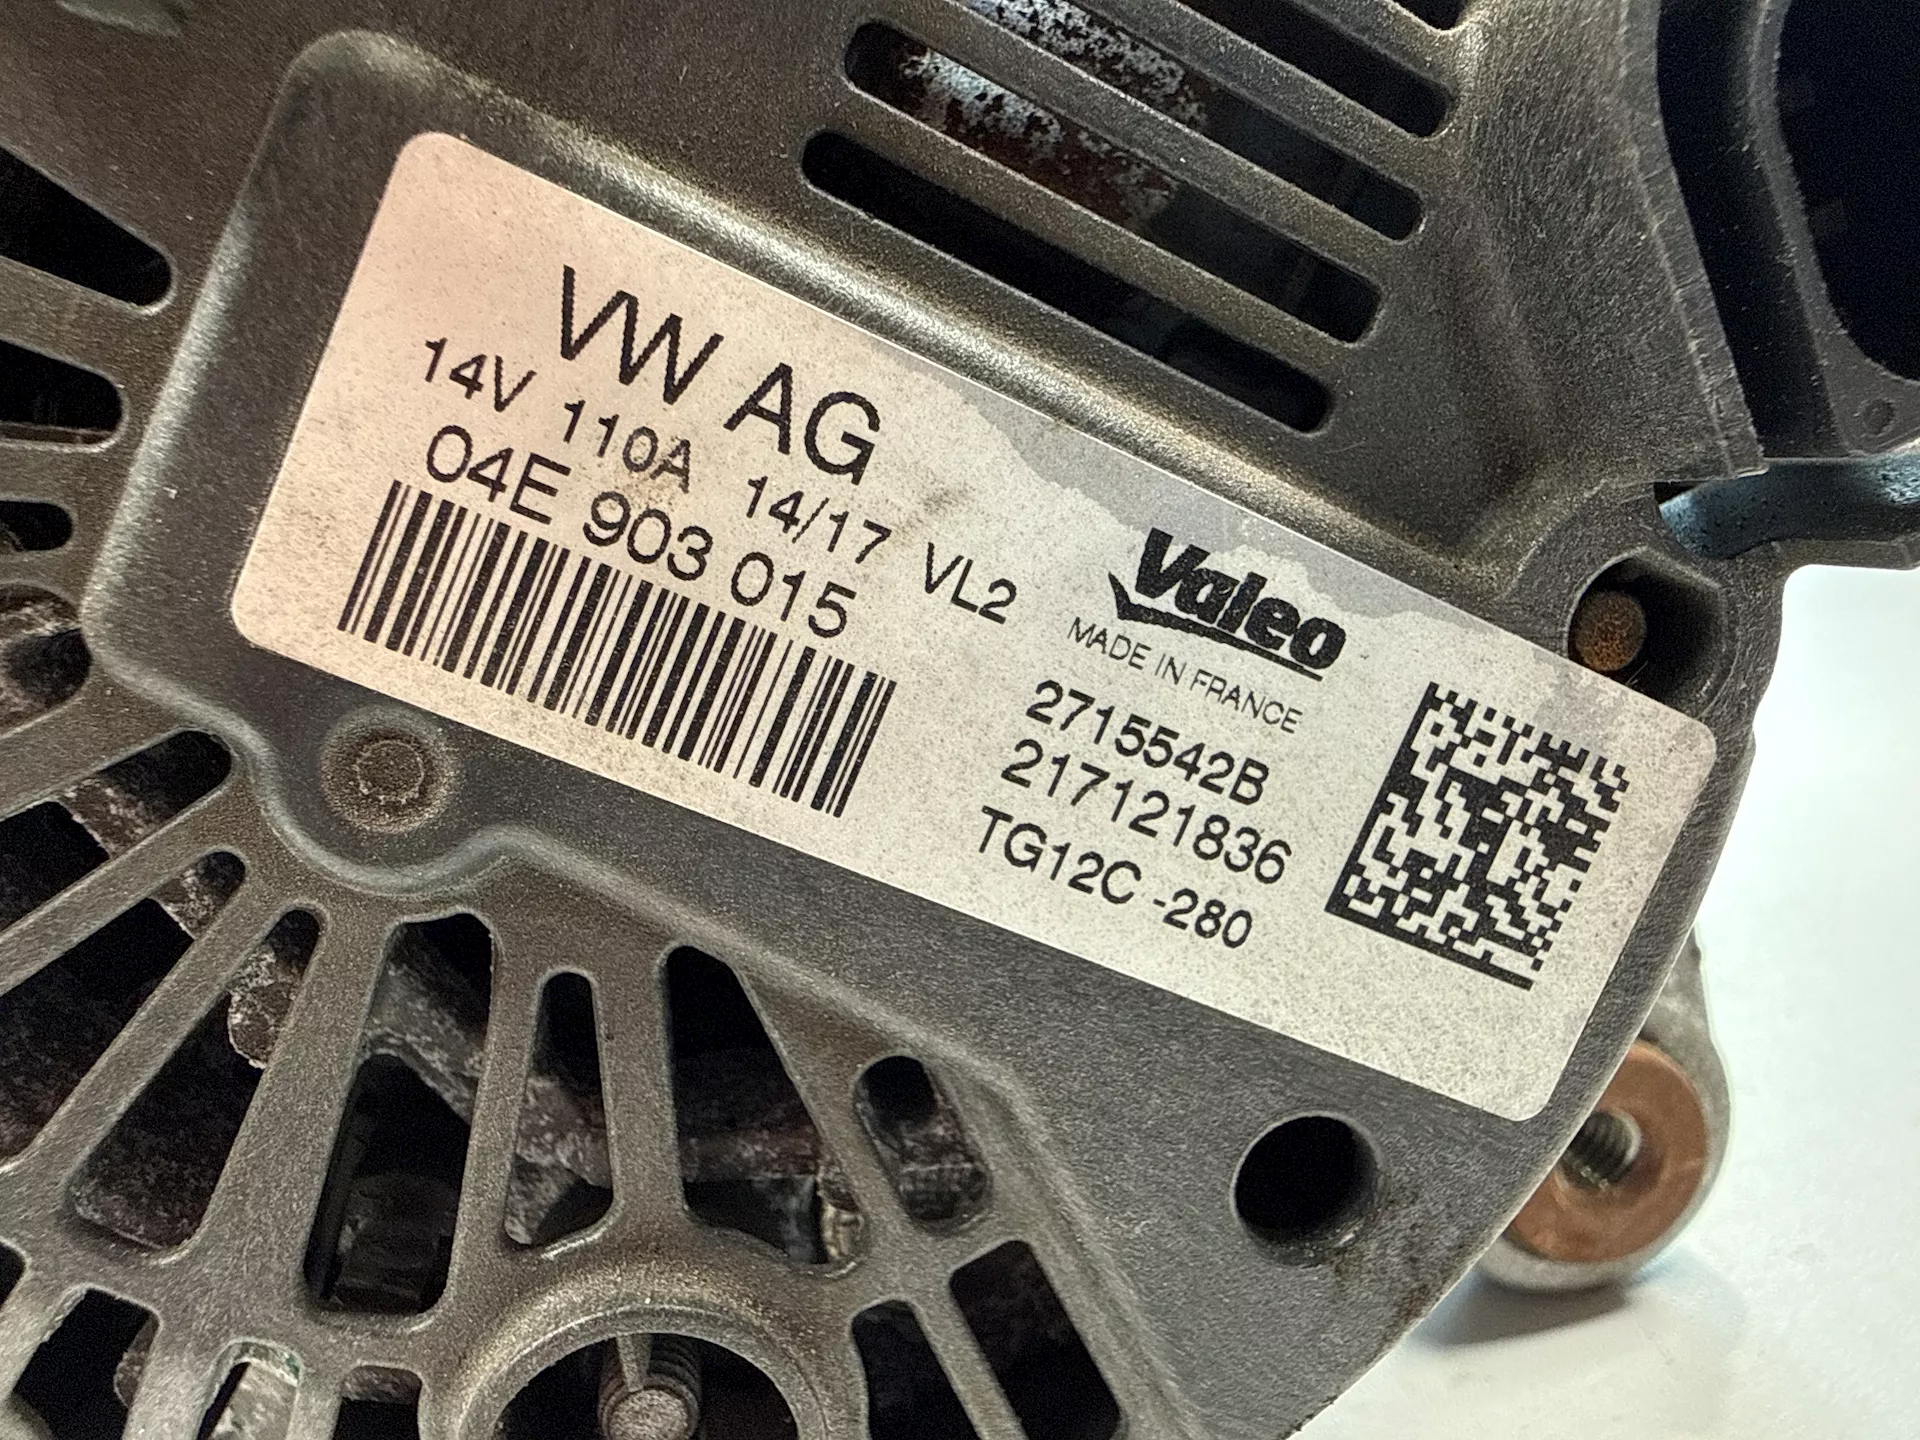 VW AG
14V 110A 14/17 VL2
04E 903 015
Valeo
MADE IN FRANCE
2715542B
217121836
TG12C -280